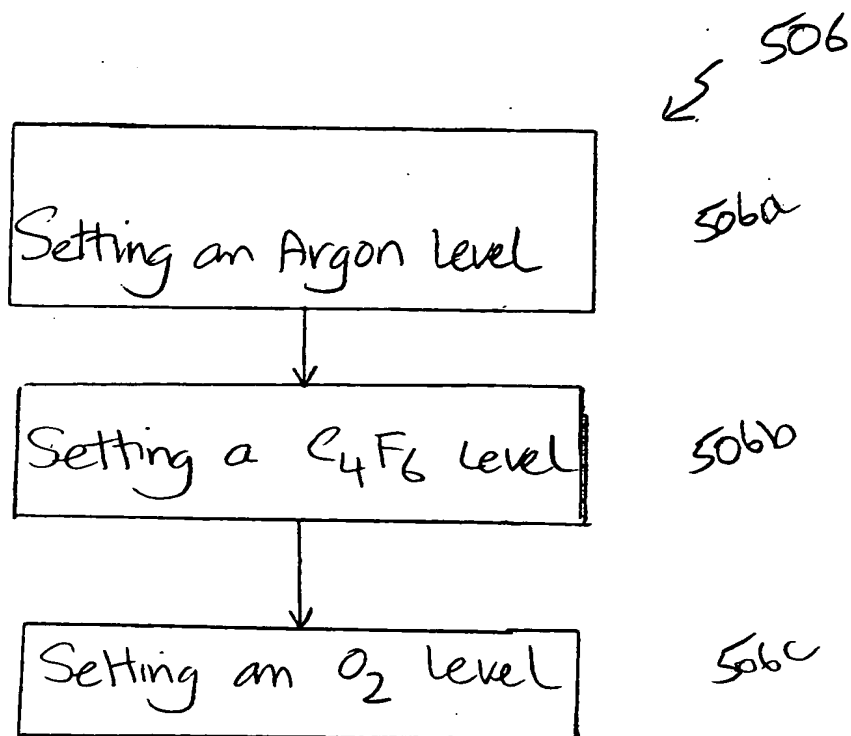 506
Setting an Argon Level
506a
Setting a C₄F₆ Level
506b
Setting an O₂ Level
506c